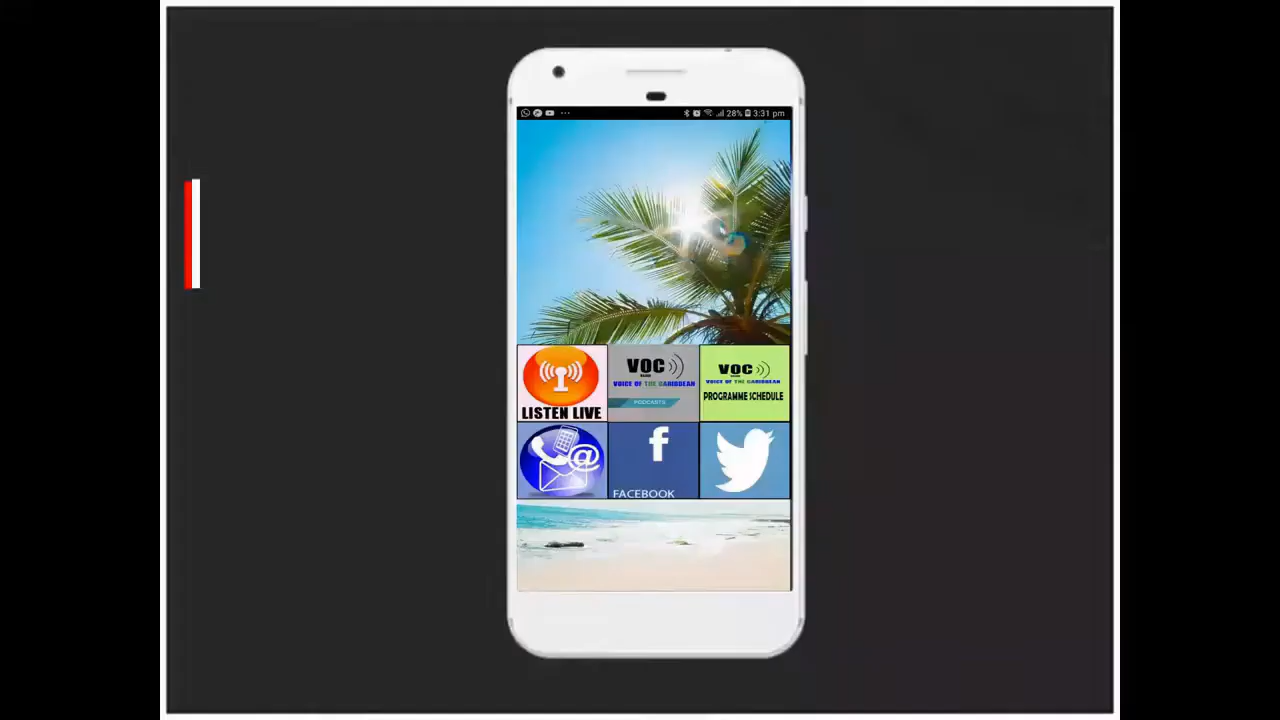 28% 3:31 pm
LISTEN LIVE
VOC
VOICE OF THE CARIBBEAN
PODCASTS
VOC
VOICE OF THE CARIBBEAN
PROGRAMME SCHEDULE
@
f
FACEBOOK